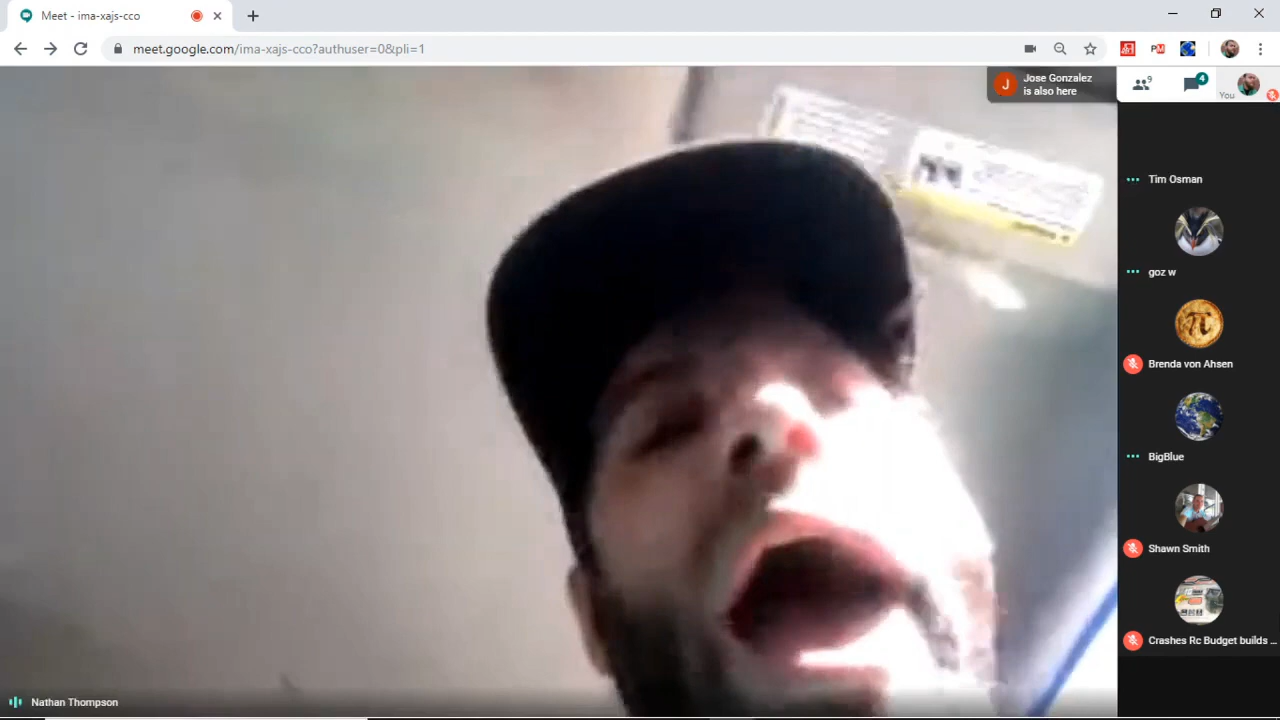 Meet - ima-xajs-cco
meet.google.com/ima-xajs-cco?authuser=0&pli=1
J
Jose Gonzalez
is also here
9
4
You
Tim Osman
goz w
π
Brenda von Ahsen
BigBlue
Shawn Smith
Crashes Rc Budget builds ...
Nathan Thompson